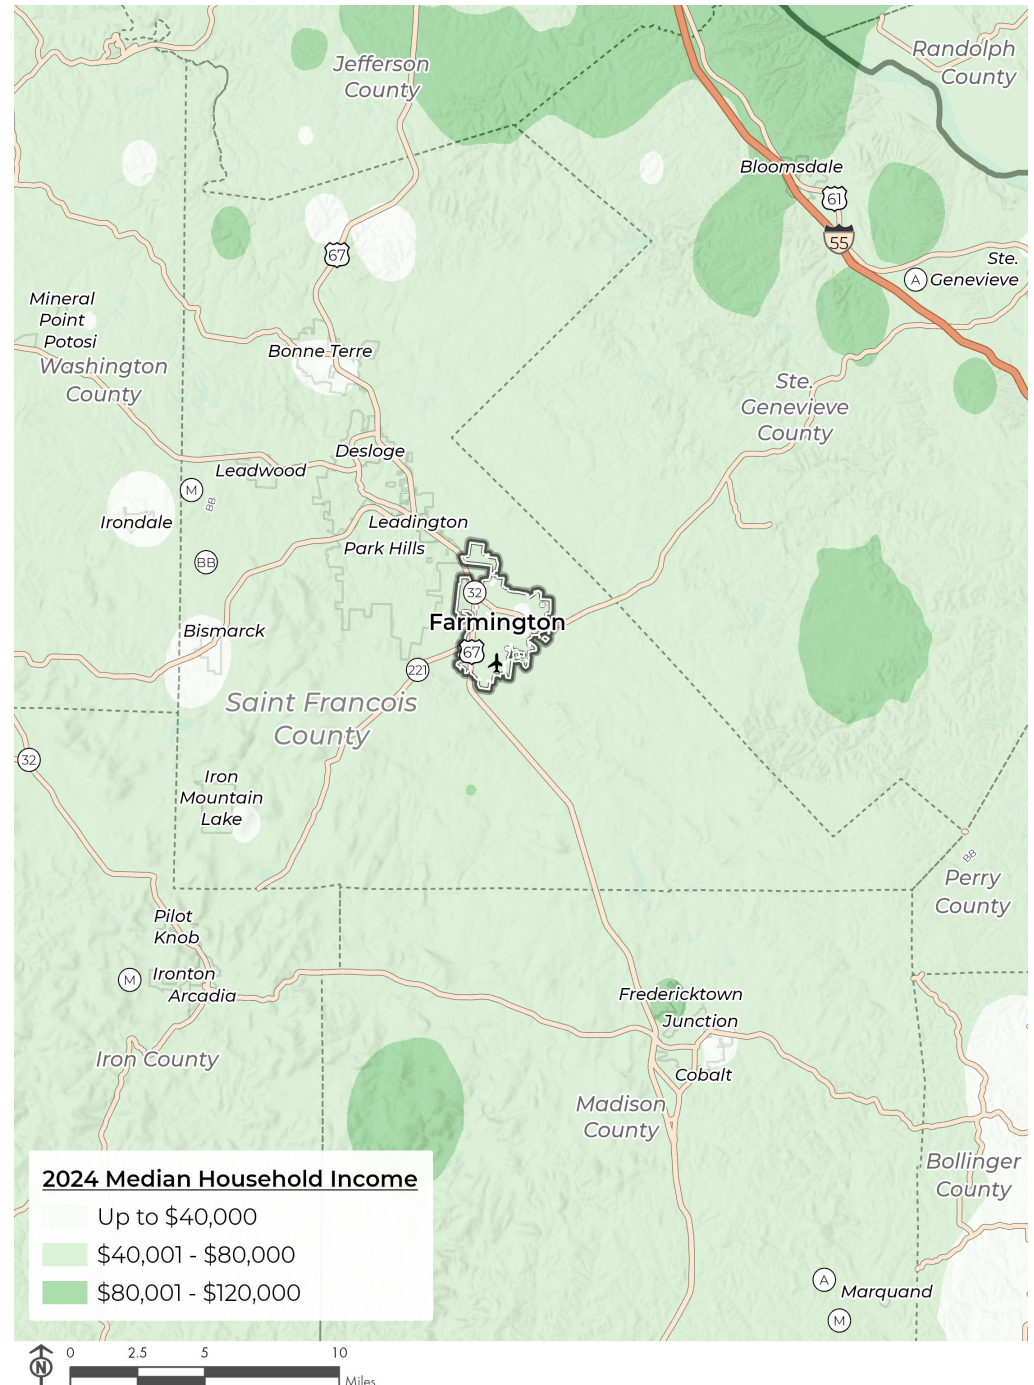 Jefferson
County
Randolph
County
Bloomsdale
61
55
67
Ste.
Genevieve
A
Mineral
Point
Potosi
Washington
County
Bonne Terre
Ste.
Genevieve
County
Desloge
Leadwood
M
BB
Irondale
Leadington
Park Hills
BB
32
Farmington
Bismarck
67
221
Saint Francois
County
32
Iron
Mountain
Lake
BB
Perry
County
Pilot
Knob
M
Ironton
Arcadia
Fredericktown
Junction
Iron County
Cobalt
Madison
County
Bollinger
County
A
Marquand
M
2024 Median Household Income
Up to $40,000
$40,001 - $80,000
$80,001 - $120,000
N
0 2.5 5 10
Miles